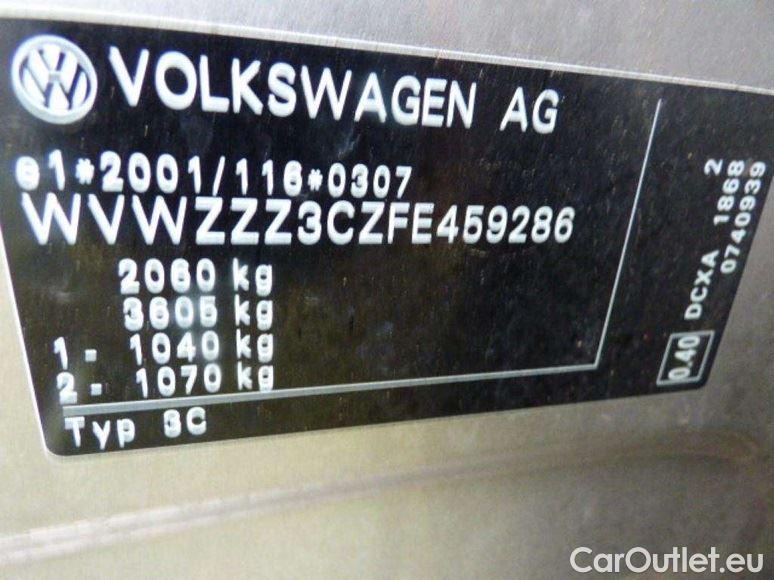 VOLKSWAGEN AG
e1*2001/116*0307
WVWZZZ3CZFE459286
2060 kg
3605 kg
1- 1040 kg
2- 1070 kg
Typ 3C
2
DCXA 1868
0740939
0.40
CarOutlet.eu